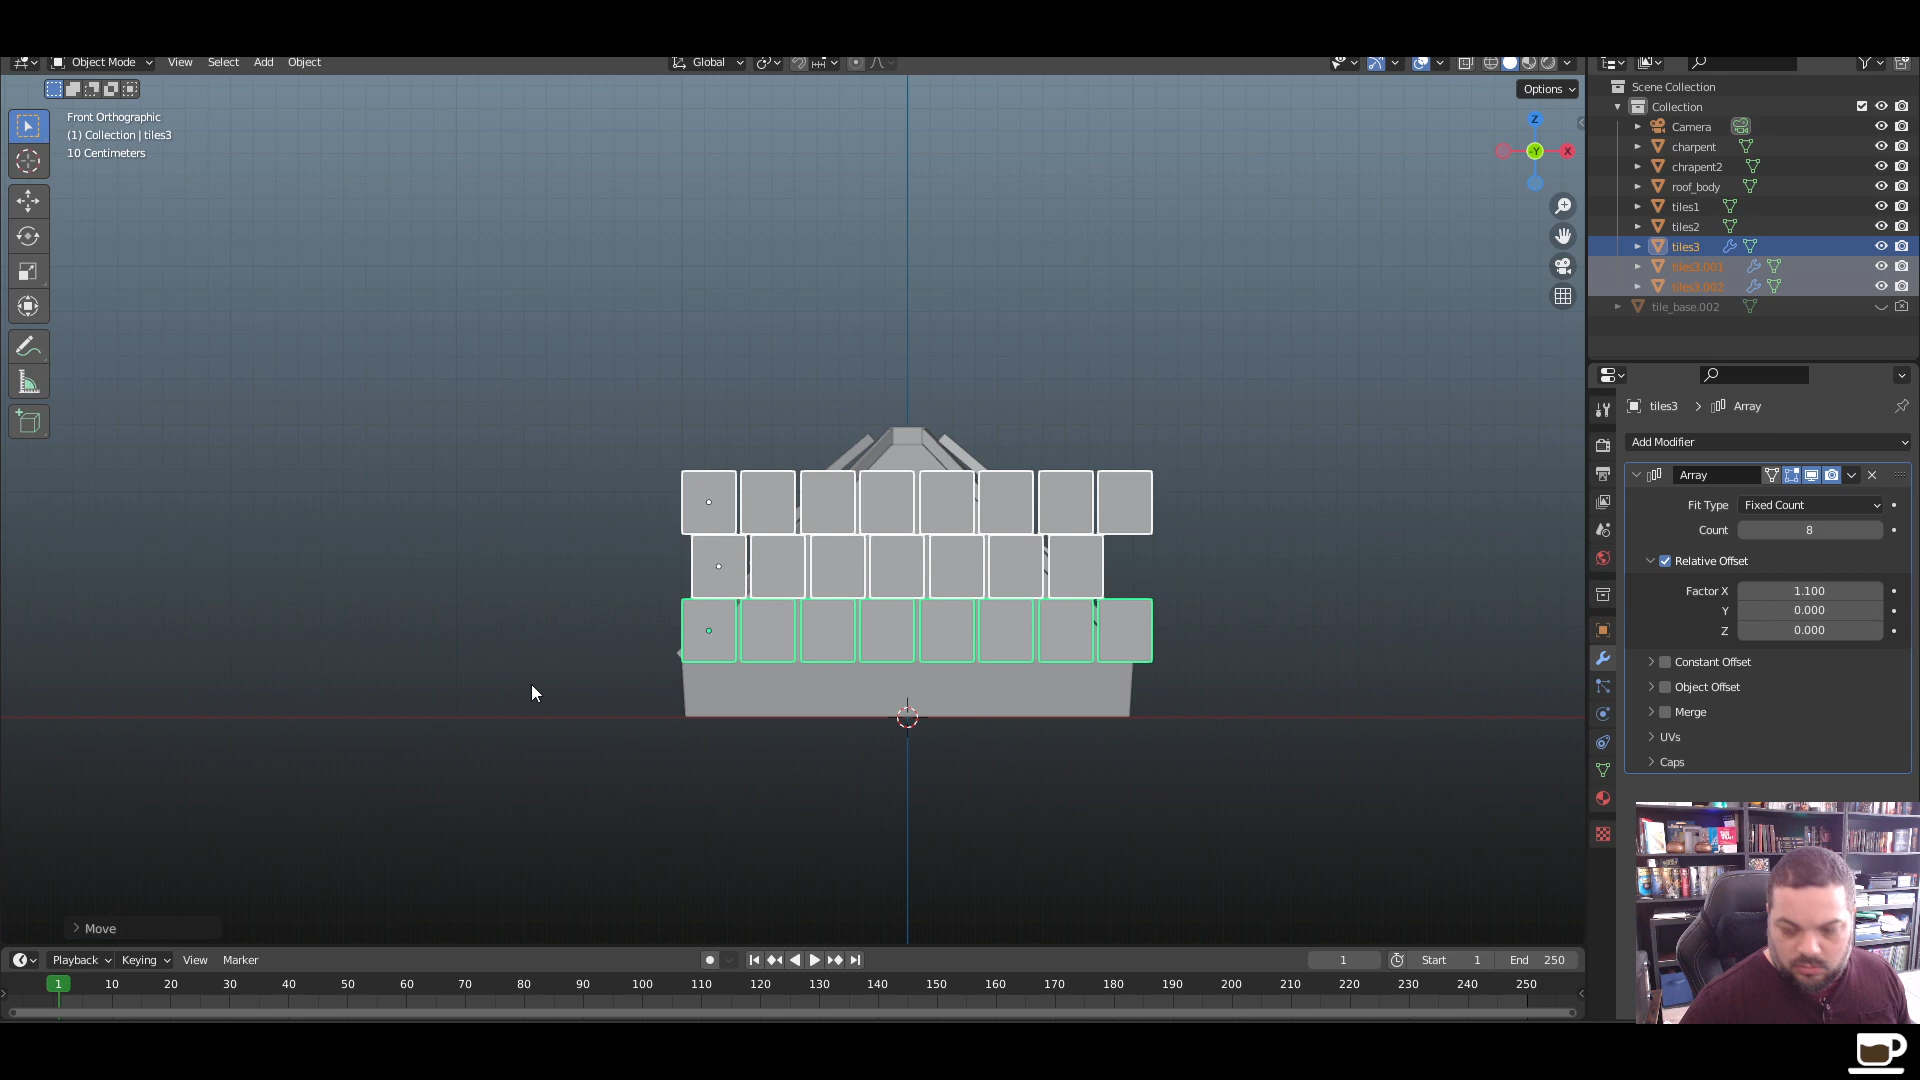 Object Mode View Select Add Object Global
Options
Front Orthographic
(1) Collection | tiles3
10 Centimeters
Z
-Y X
Scene Collection
Collection
Camera
charpent
chrapent2
roof_body
tiles1
tiles2
tiles3
tiles3.001
tiles3.002
tile_base.002
tiles3 > Array
Add Modifier
Array
Fit Type Fixed Count
Count 8
Relative Offset
Factor X 1.100
Y 0.000
Z 0.000
Constant Offset
Object Offset
Merge
UVs
Caps
Move
Playback Keying View Marker 1 Start 1 End 250
1 10 20 30 40 50 60 70 80 90 100 110 120 130 140 150 160 170 180 190 200 210 220 230 240 250